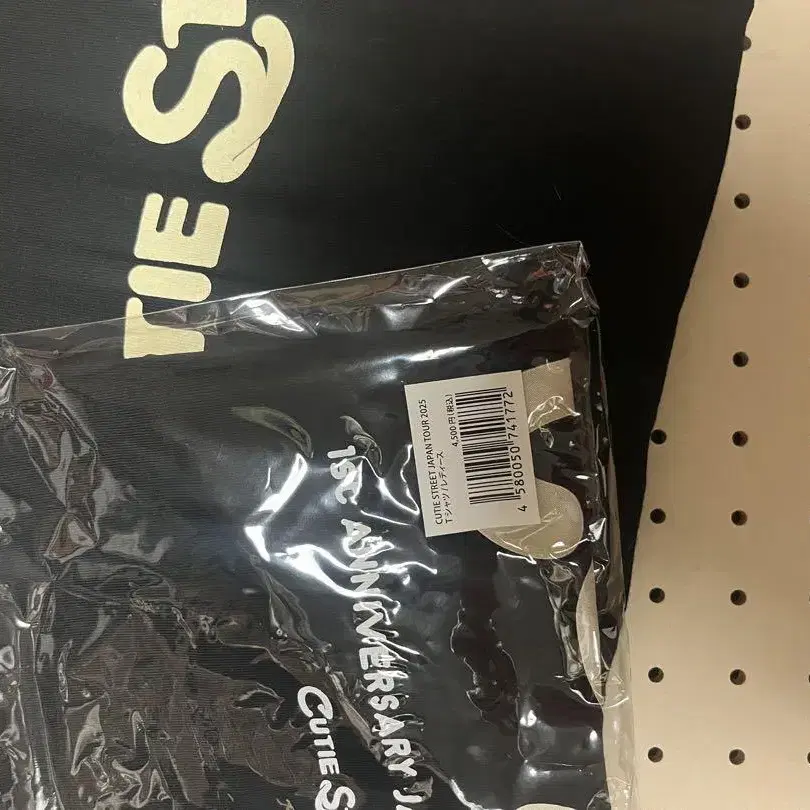 TIE ST
CUTIE STREET JAPAN TOUR 2025
Tシャツ/レディース
4,500円(税込)
4 580050 741772
1ST ANNIVERSARY JA
CUTIE S